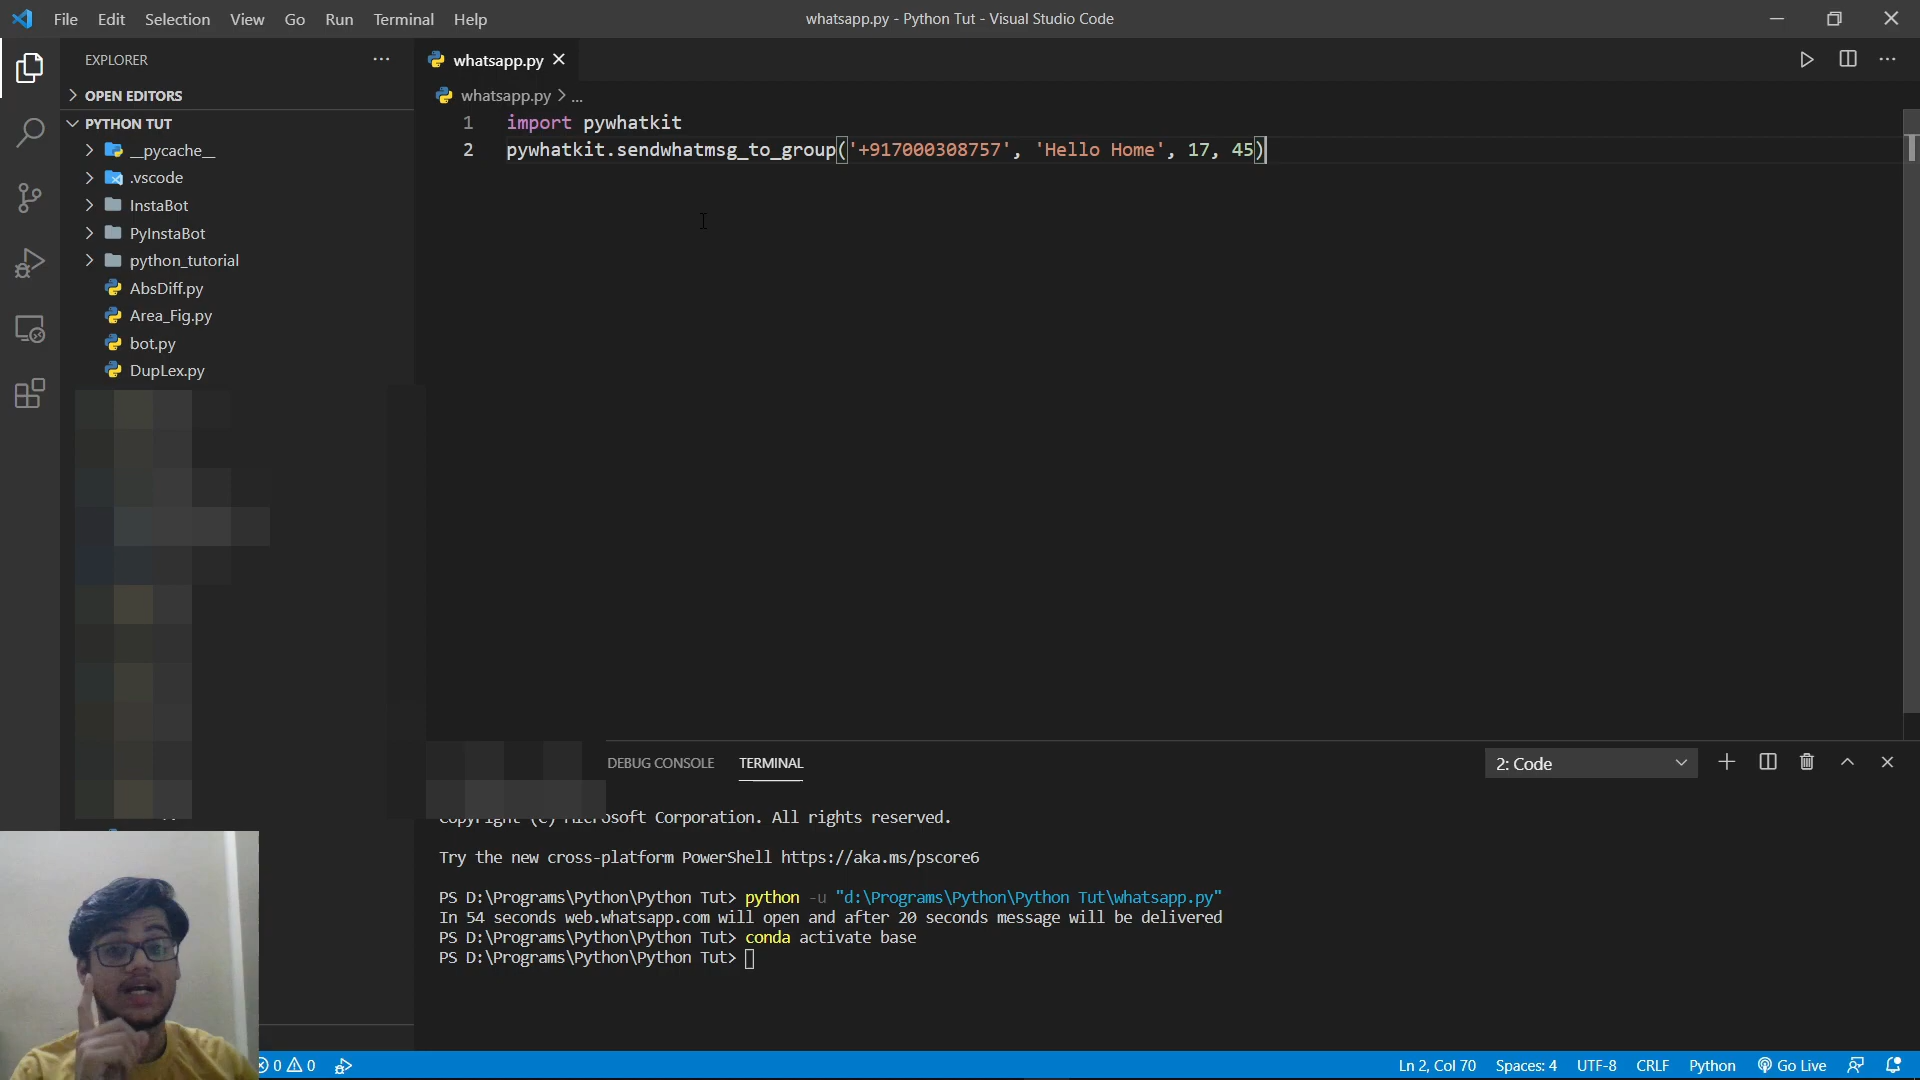 File Edit Selection View Go Run Terminal Help
whatsapp.py - Python Tut - Visual Studio Code
EXPLORER
OPEN EDITORS
PYTHON TUT
__pycache__
.vscode
InstaBot
PyInstaBot
python_tutorial
AbsDiff.py
Area_Fig.py
bot.py
DupLex.py
whatsapp.py
whatsapp.py > ...
1 import pywhatkit
2 pywhatkit.sendwhatmsg_to_group('+917000308757', 'Hello Home', 17, 45)
DEBUG CONSOLE TERMINAL
2: Code
Copyright (C) Microsoft Corporation. All rights reserved.
Try the new cross-platform PowerShell https://aka.ms/pscore6
PS D:\Programs\Python\Python Tut> python -u "d:\Programs\Python\Python Tut\whatsapp.py"
In 54 seconds web.whatsapp.com will open and after 20 seconds message will be delivered
PS D:\Programs\Python\Python Tut> conda activate base
PS D:\Programs\Python\Python Tut>
0 0
Ln 2, Col 70 Spaces: 4 UTF-8 CRLF Python Go Live